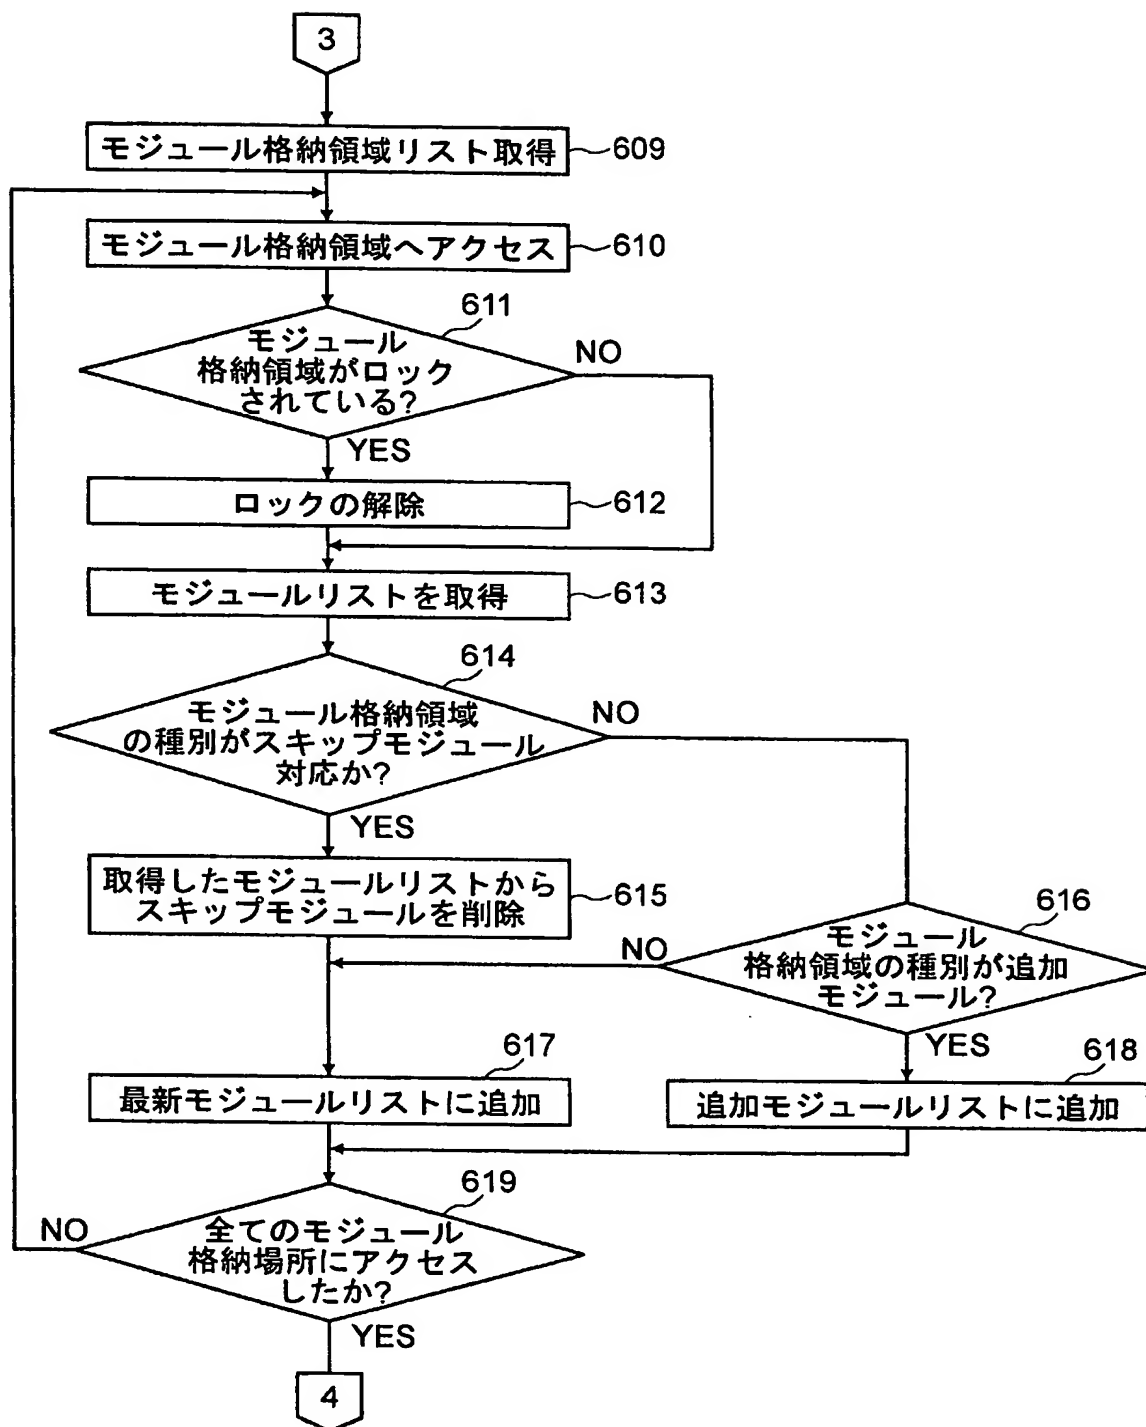 3
モジュール格納領域リスト取得
609
モジュール格納領域へアクセス
610
611
モジュール
格納領域がロック
されている?
NO
YES
ロックの解除
612
モジュールリストを取得
613
614
モジュール格納領域
の種別がスキップモジュール
対応か?
NO
YES
取得したモジュールリストから
スキップモジュールを削除
615
616
モジュール
格納領域の種別が追加
モジュール?
NO
YES
617
最新モジュールリストに追加
618
追加モジュールリストに追加
619
全てのモジュール
格納場所にアクセス
したか?
NO
YES
4